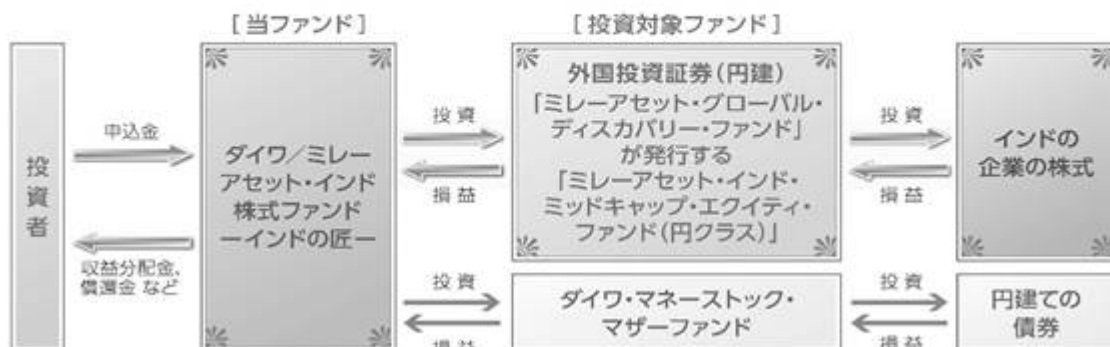 [当ファンド]
[投資対象ファンド]
投資者
申込金
収益分配金、
償還金 など
ダイワ／ミレー
アセット・インド
株式ファンド
ーインドの匠ー
投資
損益
外国投資証券(円建)
「ミレーアセット・グローバル・
ディスカバリー・ファンド」
が発行する
「ミレーアセット・インド・
ミッドキャップ・エクイティ・
ファンド(円クラス)」
投資
損益
インドの
企業の株式
投資
損益
ダイワ・マネーストック・
マザーファンド
投資
損益
円建ての
債券